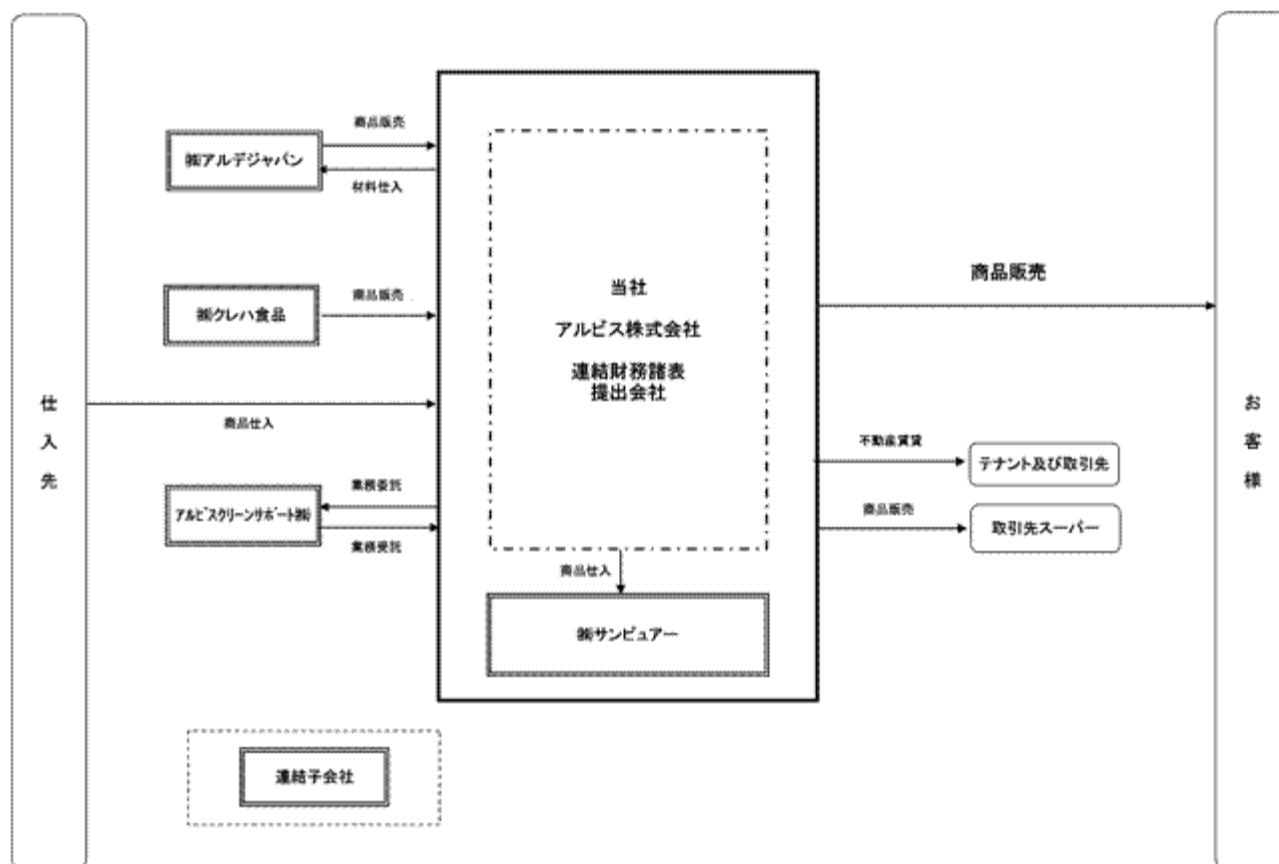 仕入先
㈱アルデジャパン
商品販売
材料仕入
㈱クレハ食品
商品販売
商品仕入
アルビスクリーンサポート㈱
業務委託
業務受託
当社
アルビス株式会社
連結財務諸表
提出会社
商品仕入
㈱サンピュアー
商品販売
不動産賃貸
テナント及び取引先
商品販売
取引先スーパー
お客様
連結子会社